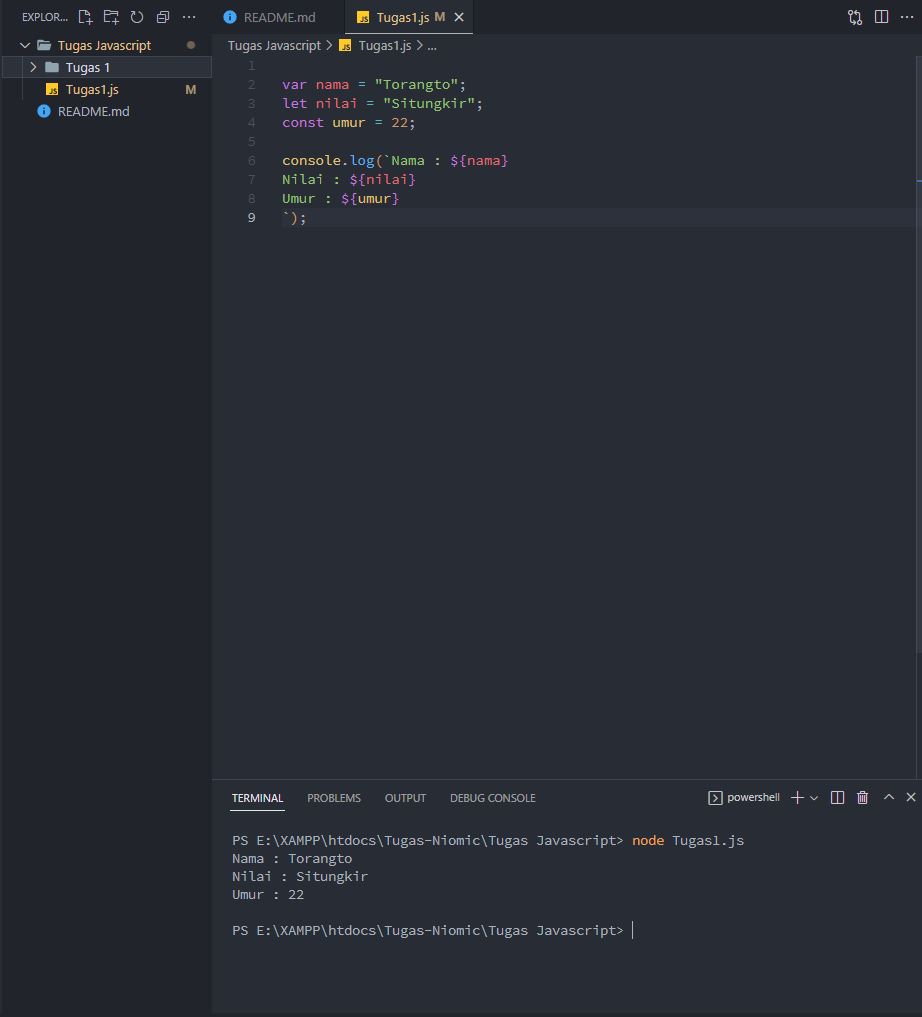 EXPLOR...
Tugas Javascript
Tugas 1
Tugas1.js M
README.md
README.md
Tugas1.js M
Tugas Javascript > Tugas1.js > ...
1
2 var nama = "Torangto";
3 let nilai = "Situngkir";
4 const umur = 22;
5
6 console.log(`Nama : ${nama}
7 Nilai : ${nilai}
8 Umur : ${umur}
9 `);
TERMINAL PROBLEMS OUTPUT DEBUG CONSOLE powershell
PS E:\XAMPP\htdocs\Tugas-Niomic\Tugas Javascript> node Tugas1.js
Nama : Torangto
Nilai : Situngkir
Umur : 22
PS E:\XAMPP\htdocs\Tugas-Niomic\Tugas Javascript>